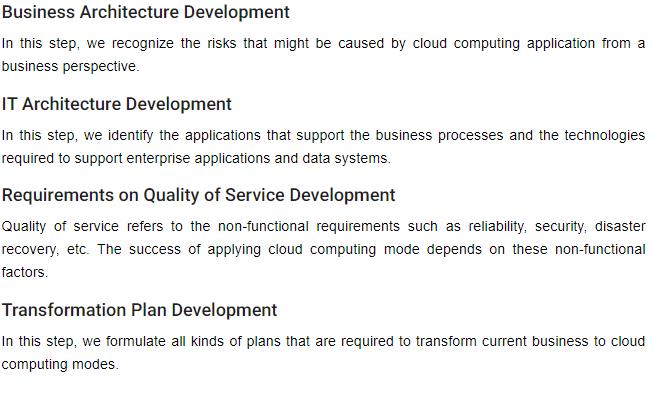 Business Architecture Development
In this step, we recognize the risks that might be caused by cloud computing application from a
business perspective.
IT Architecture Development
In this step, we identify the applications that support the business processes and the technologies
required to support enterprise applications and data systems.
Requirements on Quality of Service Development
Quality of service refers to the non-functional requirements such as reliability, security, disaster
recovery, etc. The success of applying cloud computing mode depends on these non-functional
factors.
Transformation Plan Development
In this step, we formulate all kinds of plans that are required to transform current business to cloud
computing modes.